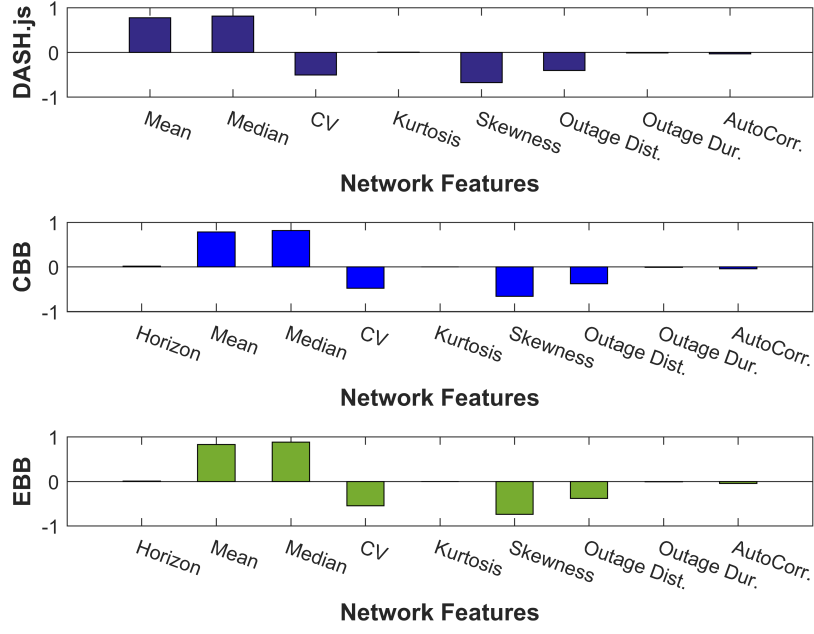 DASH.js
1
0
-1
Mean Median CV Kurtosis Skewness Outage Dist. Outage Dur. AutoCorr.
Network Features
CBB
1
0
-1
Horizon Mean Median CV Kurtosis Skewness Outage Dist. Outage Dur. AutoCorr.
Network Features
EBB
1
0
-1
Horizon Mean Median CV Kurtosis Skewness Outage Dist. Outage Dur. AutoCorr.
Network Features